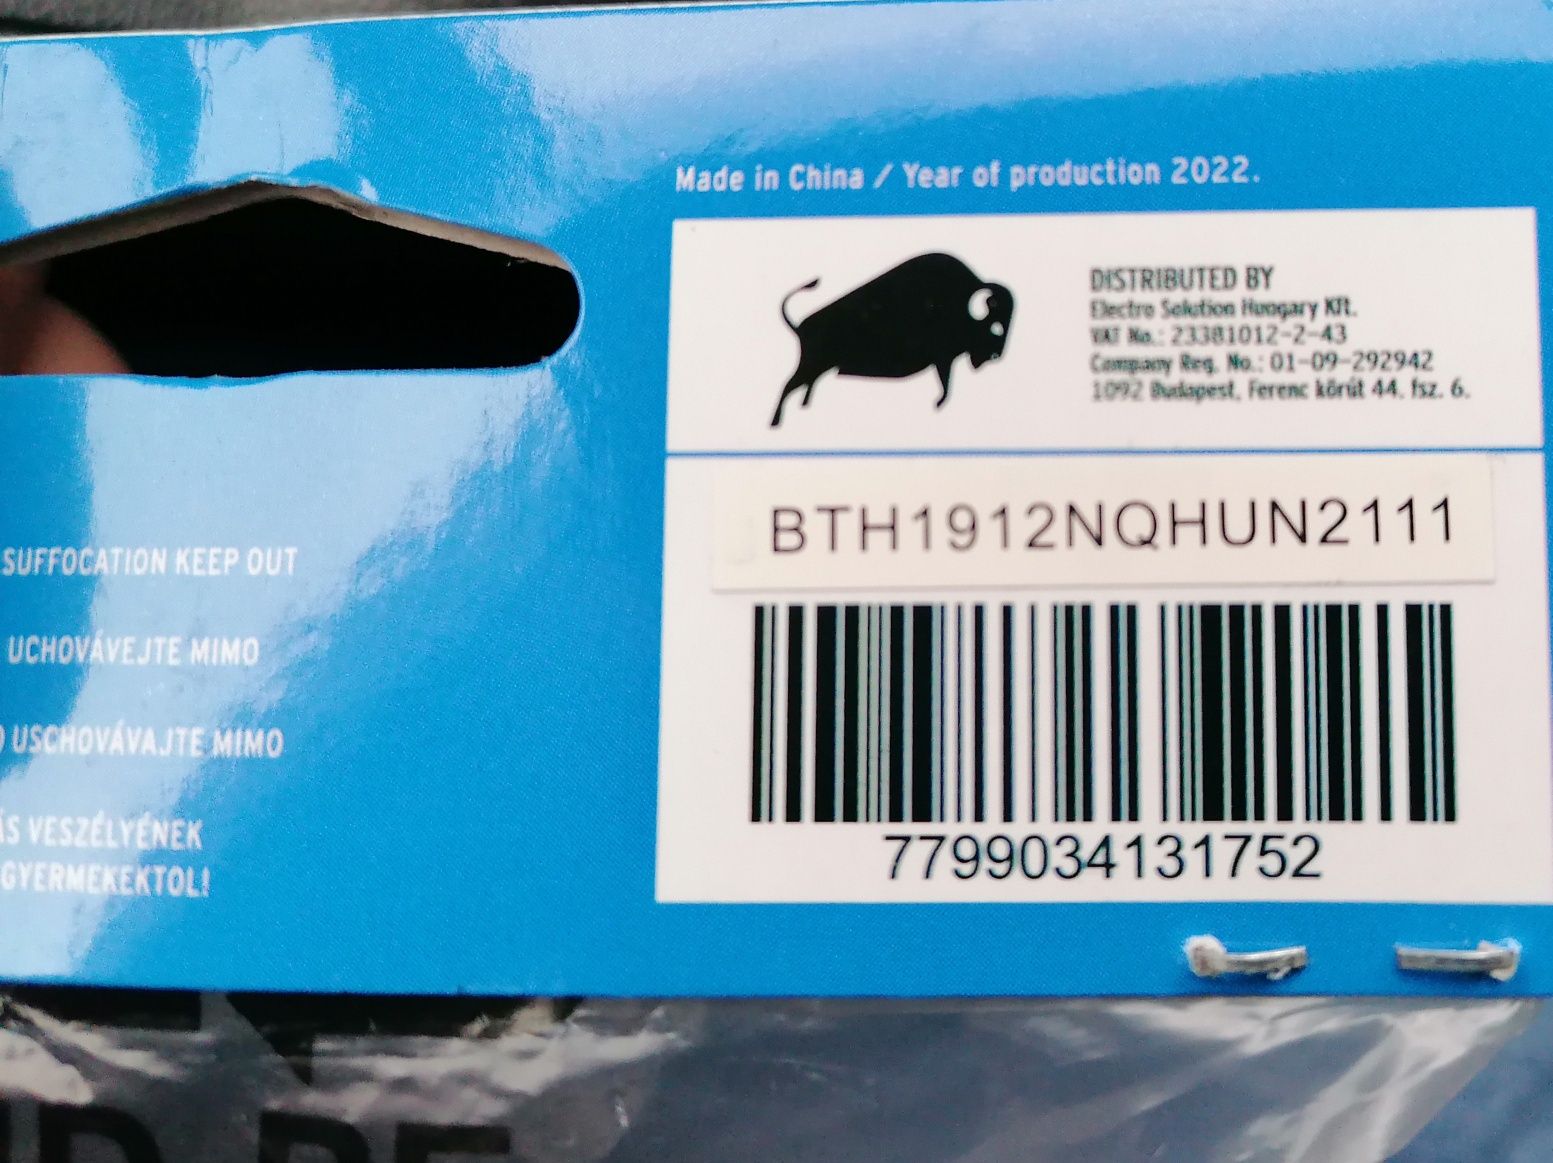 Made in China / Year of production 2022.
DISTRIBUTED BY
Electro Solution Hungary Kft.
VAT No.: 23381012-2-43
Company Reg. No.: 01-09-292942
1092 Budapest, Ferenc körút 44. fsz. 6.
BTH1912NQHUN2111
7799034131752
SUFFOCATION KEEP OUT
UCHOVÁVEJTE MIMO
USCHOVÁVAJTE MIMO
ÁS VESZÉLYÉNEK
GYERMEKEKTOL!